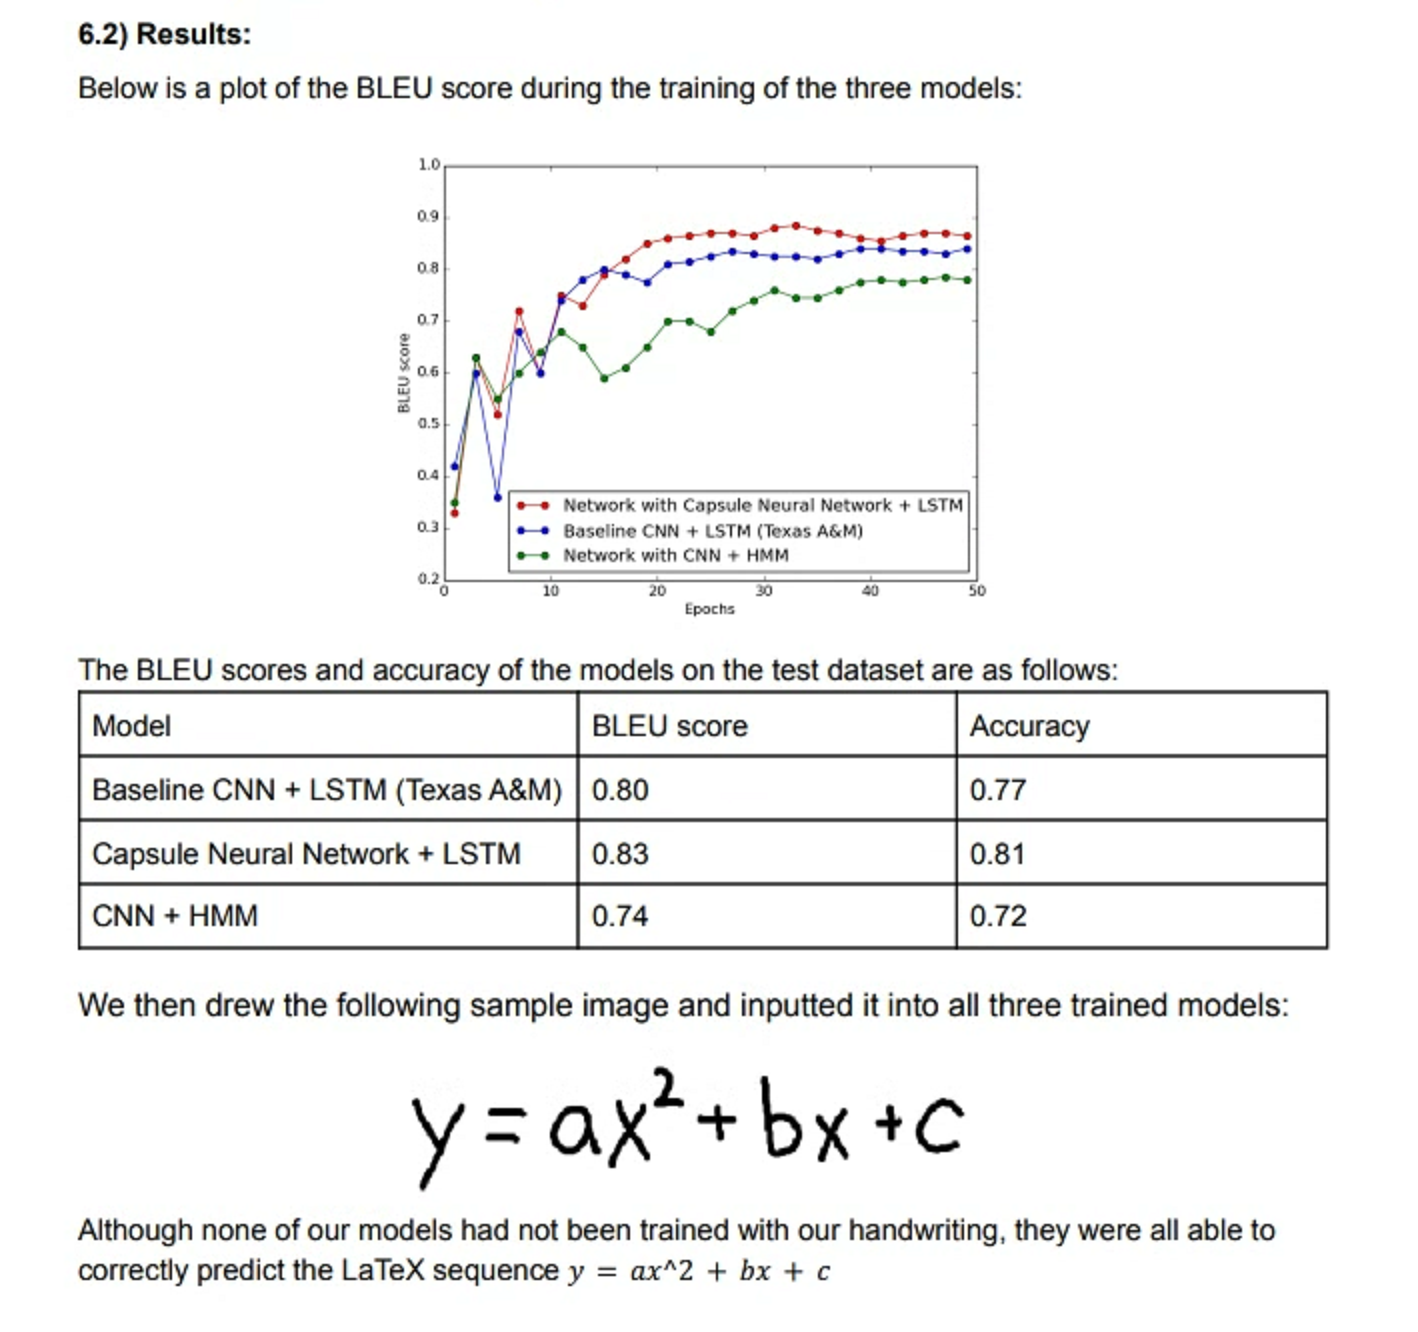 6.2) Results:
Below is a plot of the BLEU score during the training of the three models:
1.0
0.9
0.8
0.7
0.6
0.5
0.4
0.3
0.2
BLEU score
Network with Capsule Neural Network + LSTM
Baseline CNN + LSTM (Texas A&M)
Network with CNN + HMM
0 10 20 30 40 50
Epochs
The BLEU scores and accuracy of the models on the test dataset are as follows:
Model BLEU score Accuracy
Baseline CNN + LSTM (Texas A&M) 0.80 0.77
Capsule Neural Network + LSTM 0.83 0.81
CNN + HMM 0.74 0.72
We then drew the following sample image and inputted it into all three trained models:
y = ax² + bx + c
Although none of our models had not been trained with our handwriting, they were all able to
correctly predict the LaTeX sequence y = ax^2 + bx + c